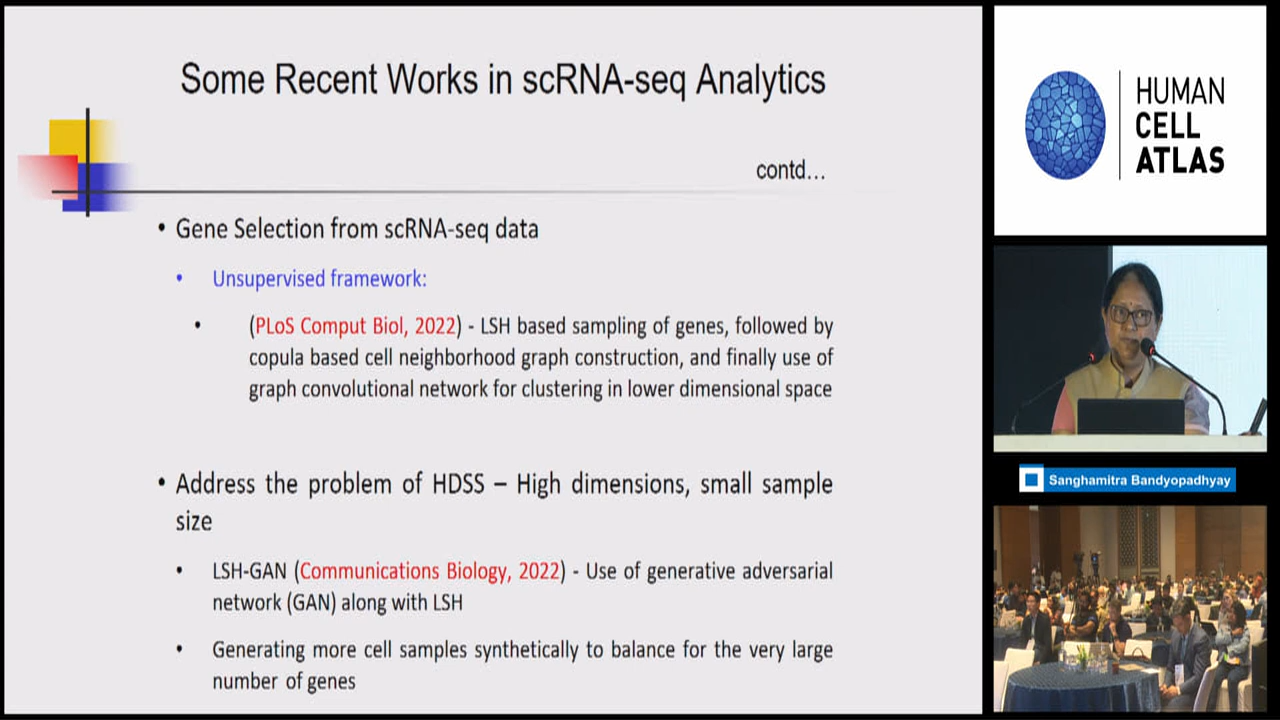 Some Recent Works in scRNA-seq Analytics
contd...
• Gene Selection from scRNA-seq data
• Unsupervised framework:
• (PLoS Comput Biol, 2022) - LSH based sampling of genes, followed by
copula based cell neighborhood graph construction, and finally use of
graph convolutional network for clustering in lower dimensional space
• Address the problem of HDSS – High dimensions, small sample
size
• LSH-GAN (Communications Biology, 2022) - Use of generative adversarial
network (GAN) along with LSH
• Generating more cell samples synthetically to balance for the very large
number of genes
HUMAN
CELL
ATLAS
Sanghamitra Bandyopadhyay